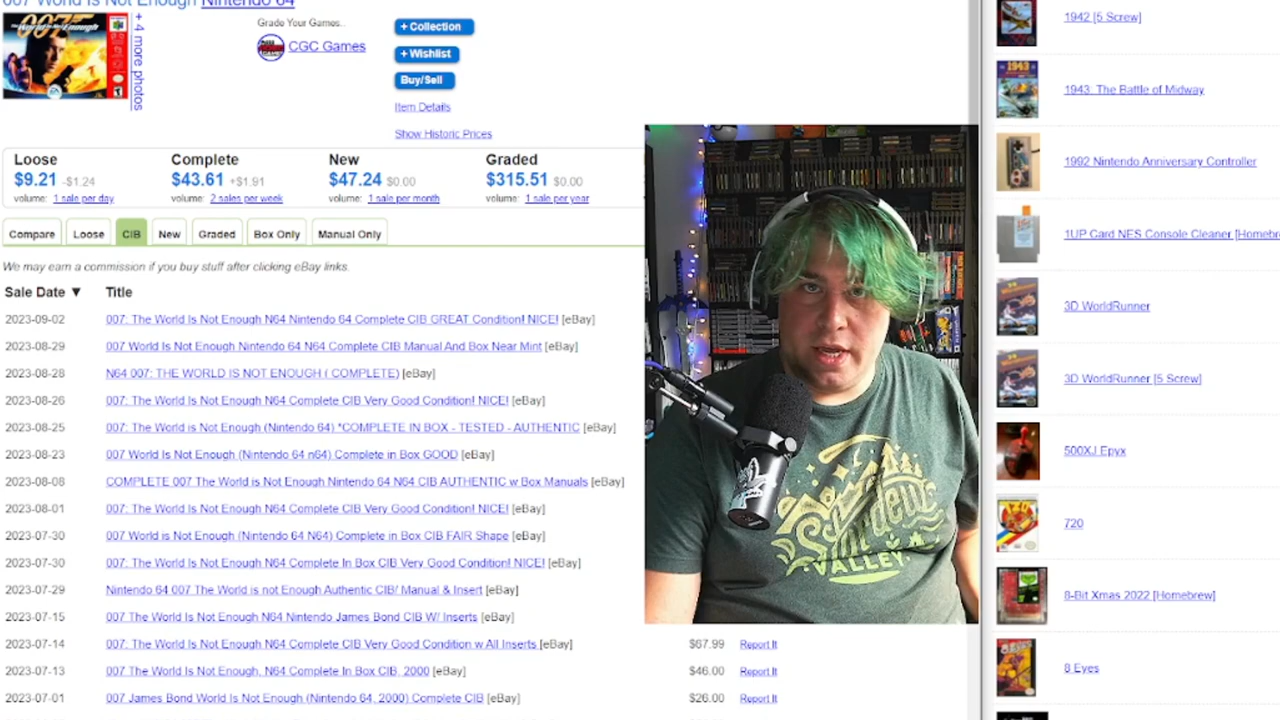 007 World Is Not Enough Nintendo 64
+ 4 more photos
Grade Your Games..
CGC Games
+ Collection
+ Wishlist
Buy/Sell
Item Details
Show Historic Prices
Loose Complete New Graded
$9.21 -$1.24 $43.61 +$1.91 $47.24 $0.00 $315.51 $0.00
volume: 1 sale per day volume: 2 sales per week volume: 1 sale per month volume: 1 sale per year
Compare Loose CIB New Graded Box Only Manual Only
We may earn a commission if you buy stuff after clicking eBay links
Sale Date ▼ Title
2023-09-02 007: The World Is Not Enough N64 Nintendo 64 Complete CIB GREAT Condition! NICE! [eBay]
2023-08-29 007 World Is Not Enough Nintendo 64 N64 Complete CIB Manual And Box Near Mint [eBay]
2023-08-28 N64 007: THE WORLD IS NOT ENOUGH ( COMPLETE) [eBay]
2023-08-26 007: The World Is Not Enough N64 Complete CIB Very Good Condition! NICE! [eBay]
2023-08-25 007: The World is Not Enough (Nintendo 64) *COMPLETE IN BOX - TESTED - AUTHENTIC [eBay]
2023-08-23 007 World Is Not Enough (Nintendo 64 n64) Complete in Box GOOD [eBay]
2023-08-08 COMPLETE 007 The World is Not Enough Nintendo 64 N64 CIB AUTHENTIC w Box Manuals [eBay]
2023-08-01 007: The World Is Not Enough N64 Complete CIB Very Good Condition! NICE! [eBay]
2023-07-30 007 World is Not Enough (Nintendo 64 N64) Complete in Box CIB FAIR Shape [eBay]
2023-07-30 007: The World Is Not Enough, N64 Complete In Box CIB Very Good Condition! NICE! [eBay]
2023-07-29 Nintendo 64 007 The World is not Enough Authentic CIB/ Manual & Insert [eBay]
2023-07-15 007 The World Is Not Enough N64 Nintendo James Bond CIB W/ Inserts [eBay]
2023-07-14 007: The World Is Not Enough N64 Complete CIB Very Good Condition w All Inserts [eBay] $67.99 Report It
2023-07-13 007 The World Is Not Enough, N64 Complete In Box CIB, 2000 [eBay] $46.00 Report It
2023-07-01 007 James Bond World Is Not Enough (Nintendo 64, 2000) Complete CIB [eBay] $26.00 Report It
Stardew
VALLEY
1942 [5 Screw]
1943: The Battle of Midway
1992 Nintendo Anniversary Controller
1UP Card NES Console Cleaner [Homebr
3D WorldRunner
3D WorldRunner [5 Screw]
500XJ Epyx
720
8-Bit Xmas 2022 [Homebrew]
8 Eyes